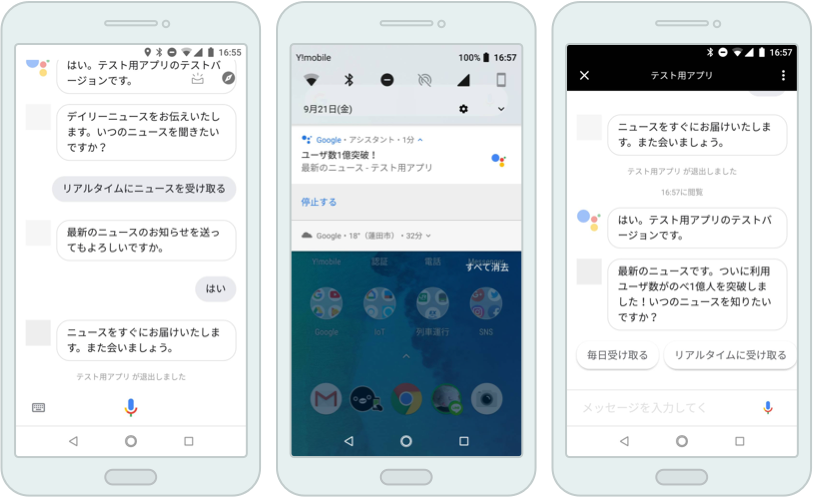 16:55
はい。テスト用アプリのテストバ
ージョンです。
デイリーニュースをお伝えいたし
ます。いつのニュースを聞きたい
ですか？
リアルタイムにニュースを受け取る
最新のニュースのお知らせを送っ
てもよろしいですか。
はい
ニュースをすぐにお届けいたしま
す。また会いましょう。
テスト用アプリ が退出しました
Y!mobile
100% 16:57
9月21日(金)
Google・アシスタント・1分
ユーザ数1億突破！
最新のニュース - テスト用アプリ
停止する
Google・18°（蓮田市）・32分
Y!mobile 認証 電話 Messenger
すべて消去
Google IoT 列車運行 SNS
16:57
テスト用アプリ
ニュースをすぐにお届けいたしま
す。また会いましょう。
テスト用アプリ が退出しました
16:57に閲覧
はい。テスト用アプリのテストバ
ージョンです。
最新のニュースです。ついに利用
ユーザ数がのべ1億人を突破しまし
た！いつのニュースを知りたい
ですか？
毎日受け取る
リアルタイムに受け取る
メッセージを入力してく